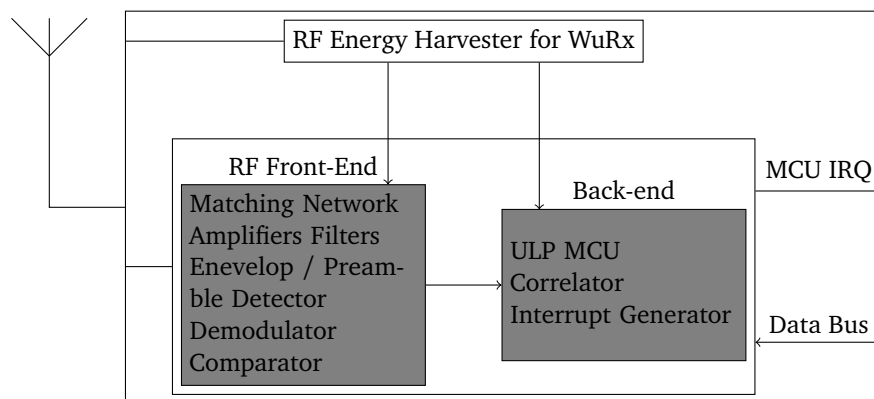 RF Energy Harvester for WuRx
RF Front-End
Matching Network
Amplifiers Filters
Enevelop / Pream-
ble Detector
Demodulator
Comparator
Back-end
ULP MCU
Correlator
Interrupt Generator
MCU IRQ
Data Bus